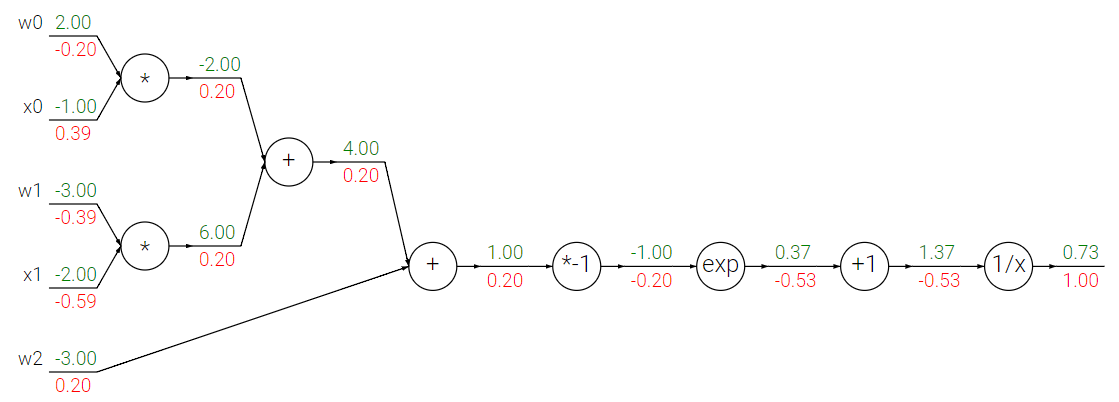 w0 2.00
-0.20
* -2.00
0.20
x0 -1.00
0.39
+ 4.00
0.20
w1 -3.00
-0.39
* 6.00
0.20
x1 -2.00
-0.59
+ 1.00
0.20
*-1 -1.00
-0.20
exp 0.37
-0.53
+1 1.37
-0.53
1/x 0.73
1.00
w2 -3.00
0.20